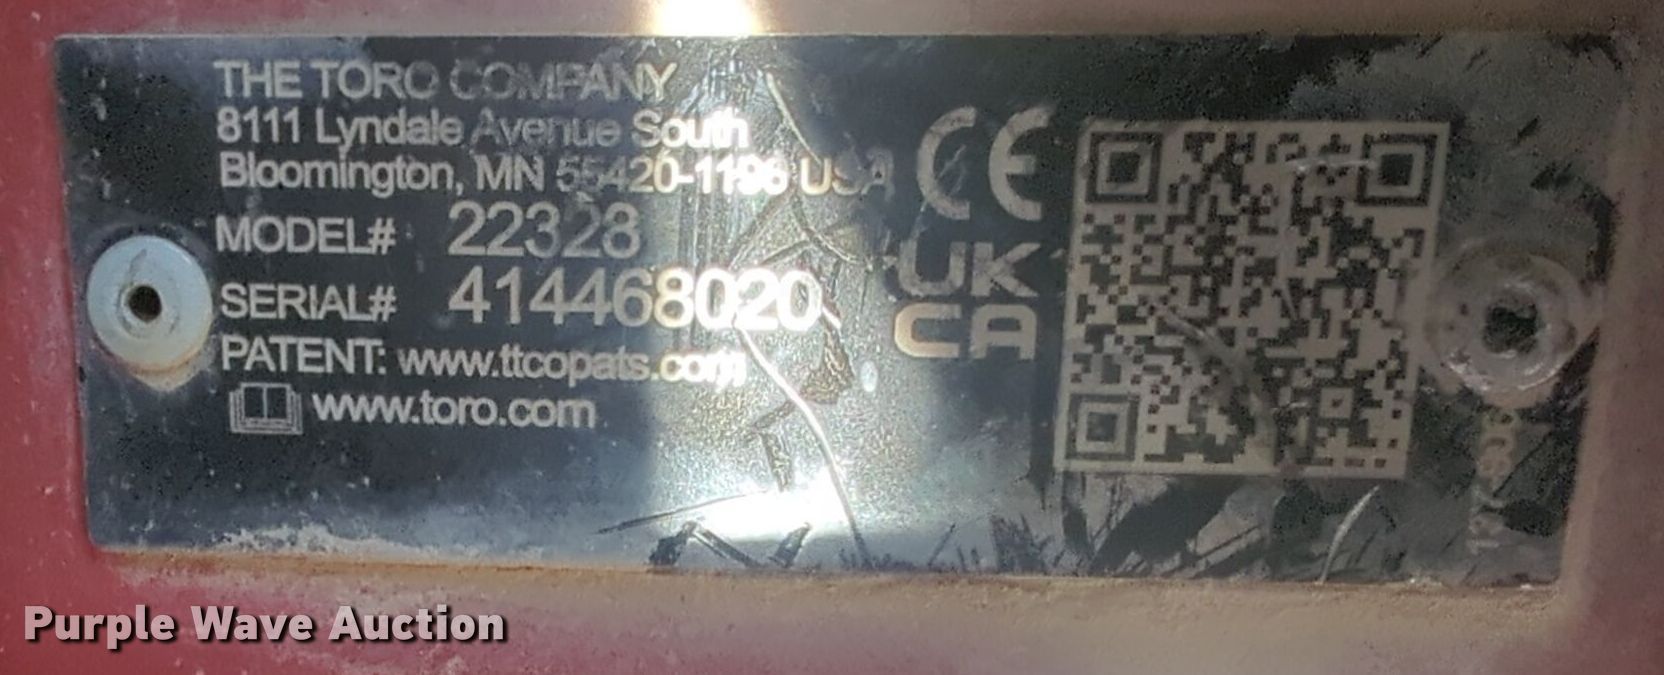 THE TORO COMPANY
8111 Lyndale Avenue South
Bloomington, MN 55420-1196 USA
MODEL# 22328
SERIAL# 414468020
PATENT: www.ttcopats.com
www.toro.com
CE
UK
CA
Purple Wave Auction